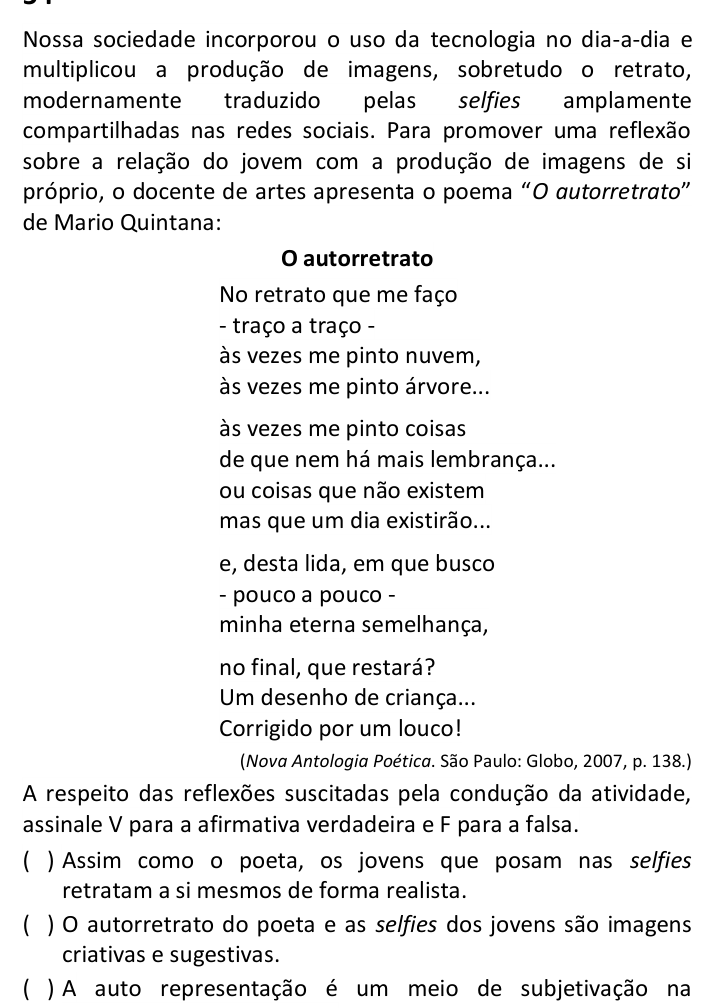 Nossa sociedade incorporou o uso da tecnologia no dia-a-dia e
multiplicou a produção de imagens, sobretudo o retrato,
modernamente traduzido pelas selfies amplamente
compartilhadas nas redes sociais. Para promover uma reflexão
sobre a relação do jovem com a produção de imagens de si
próprio, o docente de artes apresenta o poema “O autorretrato”
de Mario Quintana:
O autorretrato
No retrato que me faço
- traço a traço -
às vezes me pinto nuvem,
às vezes me pinto árvore...
às vezes me pinto coisas
de que nem há mais lembrança...
ou coisas que não existem
mas que um dia existirão...
e, desta lida, em que busco
- pouco a pouco -
minha eterna semelhança,
no final, que restará?
Um desenho de criança...
Corrigido por um louco!
(Nova Antologia Poética. São Paulo: Globo, 2007, p. 138.)
A respeito das reflexões suscitadas pela condução da atividade,
assinale V para a afirmativa verdadeira e F para a falsa.
( ) Assim como o poeta, os jovens que posam nas selfies
retratam a si mesmos de forma realista.
( ) O autorretrato do poeta e as selfies dos jovens são imagens
criativas e sugestivas.
( ) A auto representação é um meio de subjetivação na